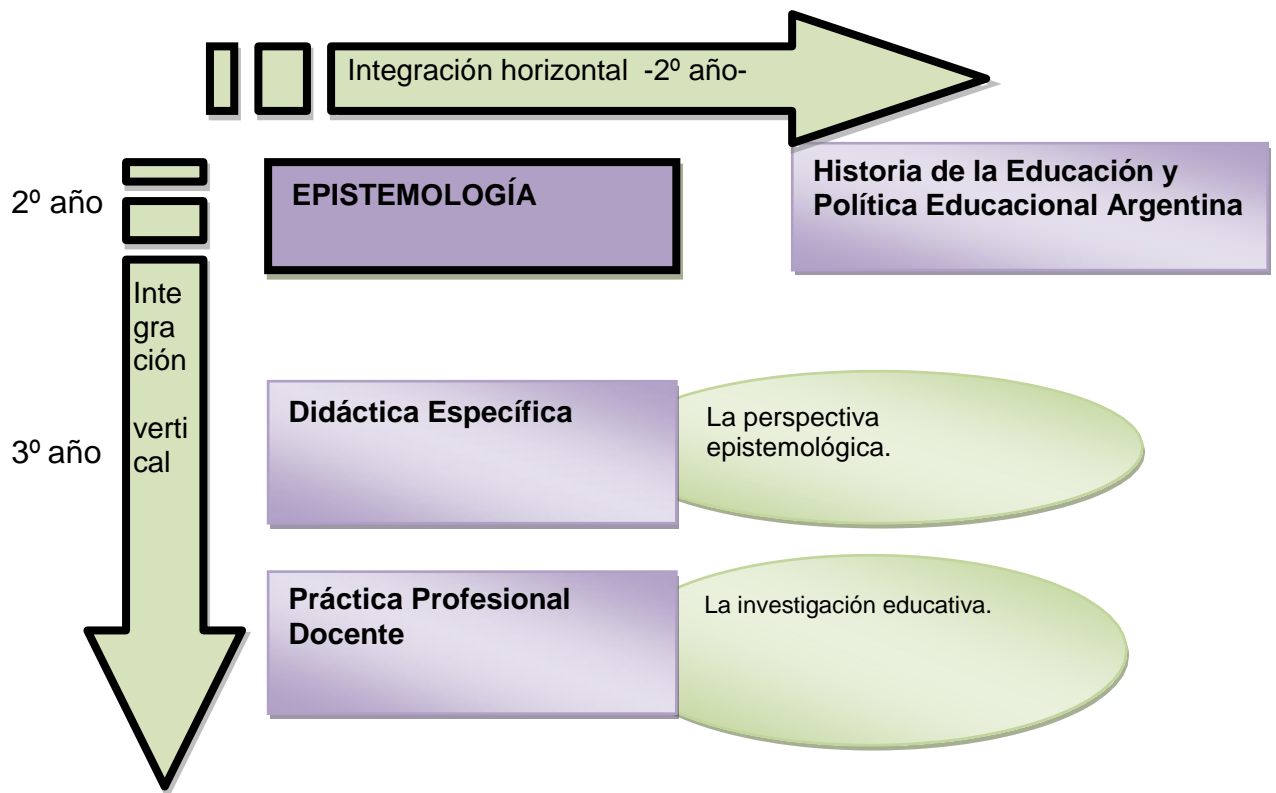 Integración horizontal -2º año-
2º año
EPISTEMOLOGÍA
Historia de la Educación y
Política Educacional Argentina
Inte
gra
ción
verti
cal
3º año
Didáctica Específica
La perspectiva
epistemológica.
Práctica Profesional
Docente
La investigación educativa.